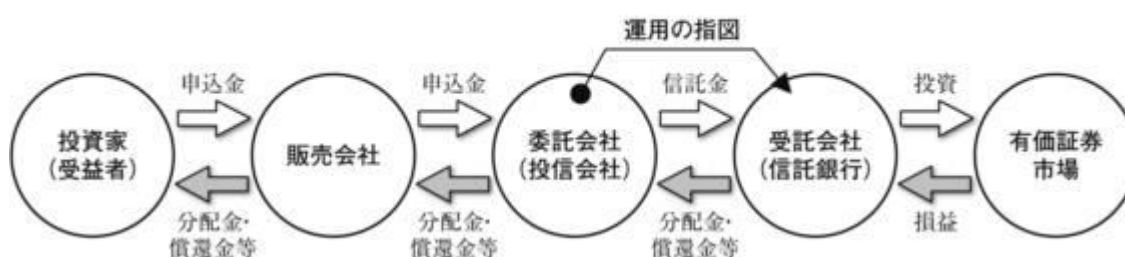 運用の指図
申込金
申込金
信託金
投資
投資家
(受益者)
販売会社
委託会社
(投信会社)
受託会社
(信託銀行)
有価証券
市場
分配金・
償還金等
分配金・
償還金等
分配金・
償還金等
損益